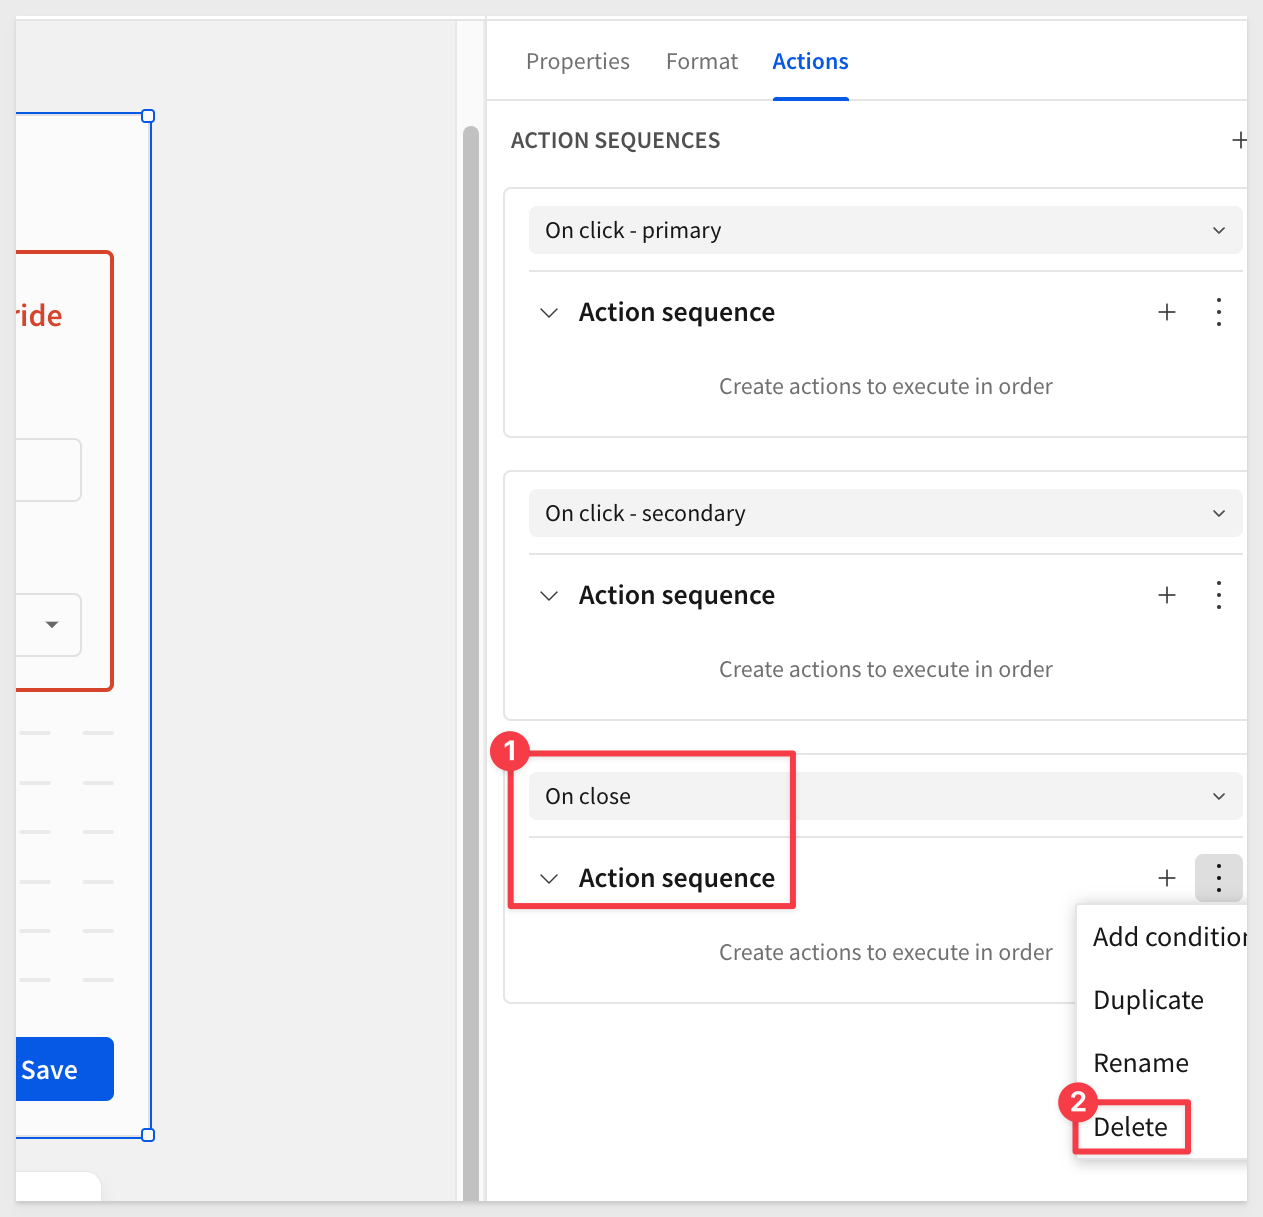 Properties Format Actions
ACTION SEQUENCES
On click - primary
Action sequence
Create actions to execute in order
On click - secondary
Action sequence
Create actions to execute in order
1
On close
Action sequence
Create actions to execute in order
Add condition
Duplicate
Rename
2
Delete
ride
Save